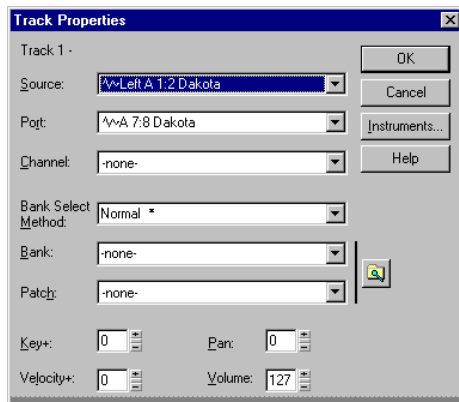 Track Properties
Track 1 -
OK
Source: Left A 1:2 Dakota
Cancel
Port: A 7:8 Dakota
Instruments...
Channel: -none-
Help
Bank Select
Method: Normal *
Bank: -none-
Patch: -none-
Key+: 0 Pan: 0
Velocity+: 0 Volume: 127